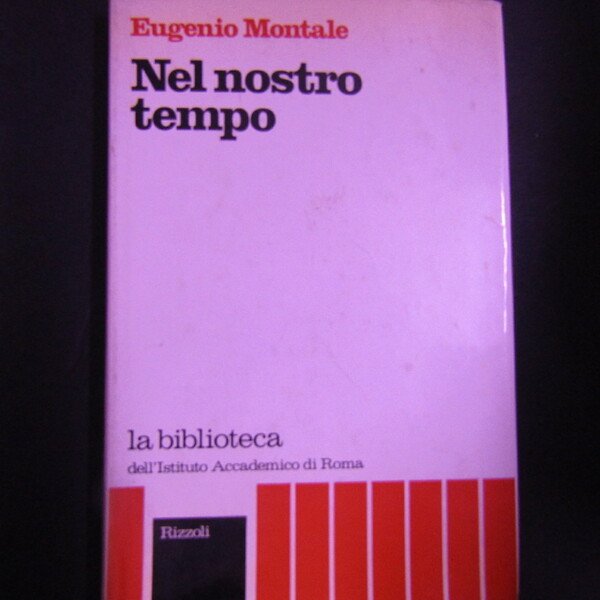 Eugenio Montale
Nel nostro
tempo
la biblioteca
dell'Istituto Accademico di Roma
Rizzoli